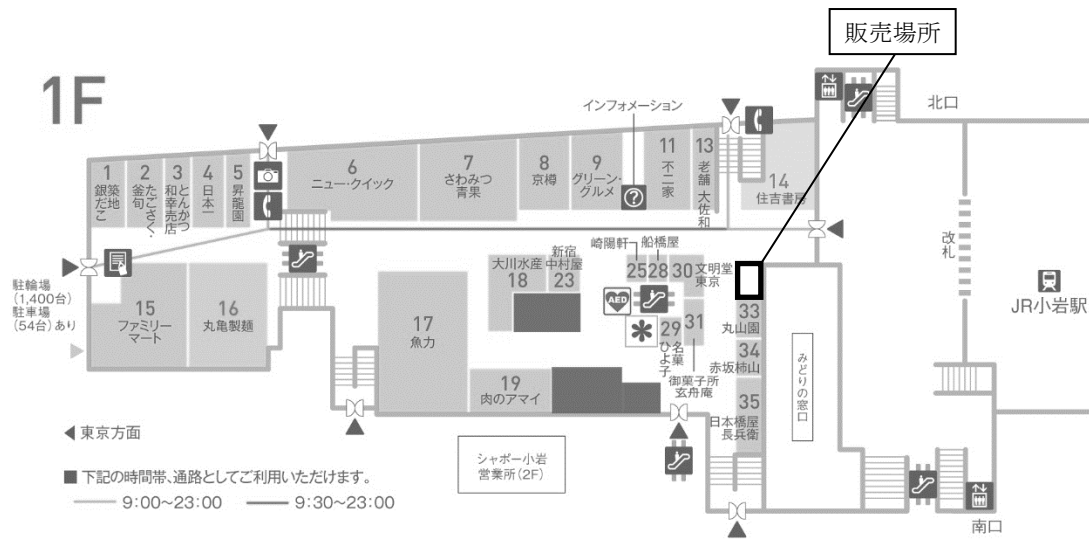 販売場所
1F
北口
インフォメーション
1
築地
銀だこ
2
たごさく・
釜旬
3
とんかつ
和幸売店
4
日本一
5
昇龍園
6
ニュー・クイック
7
さわみつ
青果
8
京樽
9
グリーン・
グルメ
11
不二家
13
老舗 大佐和
14
住吉書房
改札
JR小岩駅
駐輪場
(1,400台)
駐車場
(54台)あり
15
ファミリー
マート
16
丸亀製麺
17
魚力
大川水産
18
新宿
中村屋
23
崎陽軒
25
船橋屋
28
30
文明堂
東京
AED
29
名菓
ひよ子
31
御菓子所
玄舟庵
33
丸山園
34
赤坂柿山
35
日本橋屋
長兵衛
みどりの窓口
19
肉のアマイ
東京方面
シャポー小岩
営業所(2F)
下記の時間帯、通路としてご利用いただけます。
9:00〜23:00
9:30〜23:00
南口